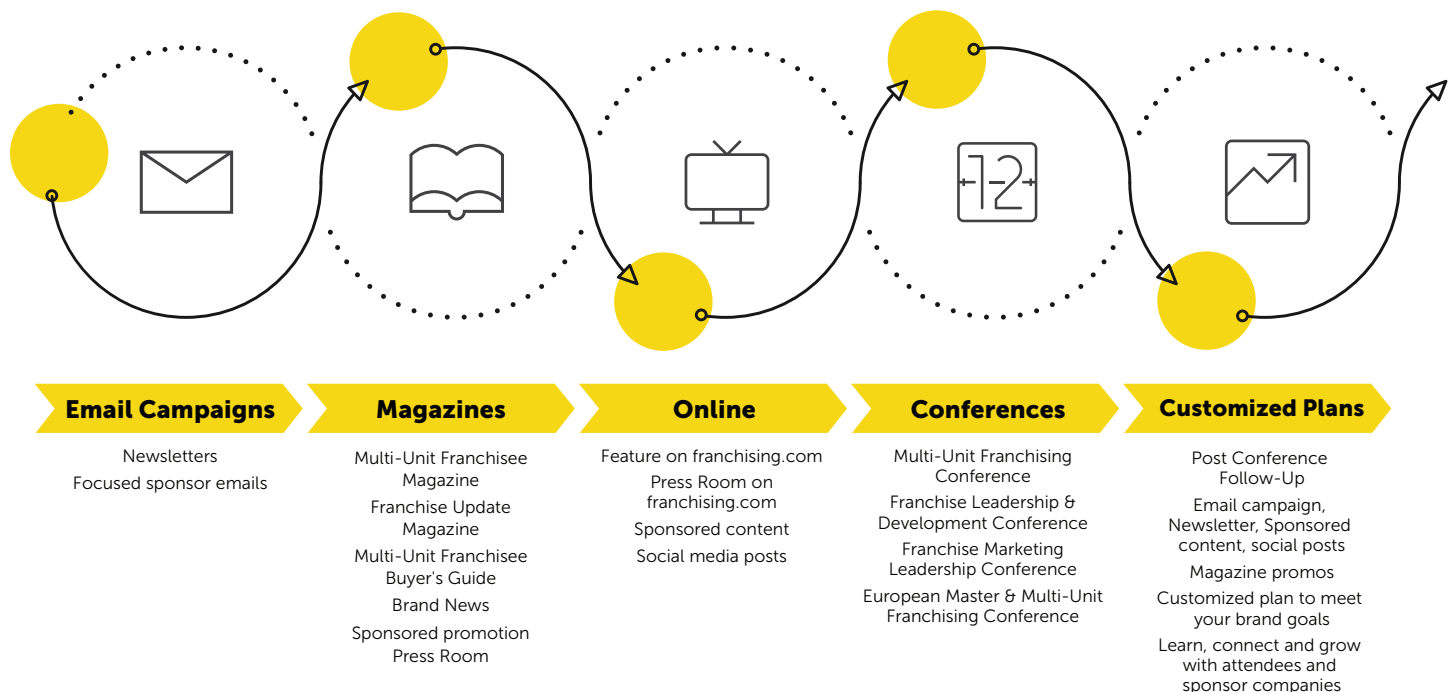 12
Email Campaigns
Newsletters
Focused sponsor emails
Magazines
Multi-Unit Franchisee
Magazine
Franchise Update
Magazine
Multi-Unit Franchisee
Buyer's Guide
Brand News
Sponsored promotion
Press Room
Online
Feature on franchising.com
Press Room on
franchising.com
Sponsored content
Social media posts
Conferences
Multi-Unit Franchising
Conference
Franchise Leadership &
Development Conference
Franchise Marketing
Leadership Conference
European Master & Multi-Unit
Franchising Conference
Customized Plans
Post Conference
Follow-Up
Email campaign,
Newsletter, Sponsored
content, social posts
Magazine promos
Customized plan to meet
your brand goals
Learn, connect and grow
with attendees and
sponsor companies